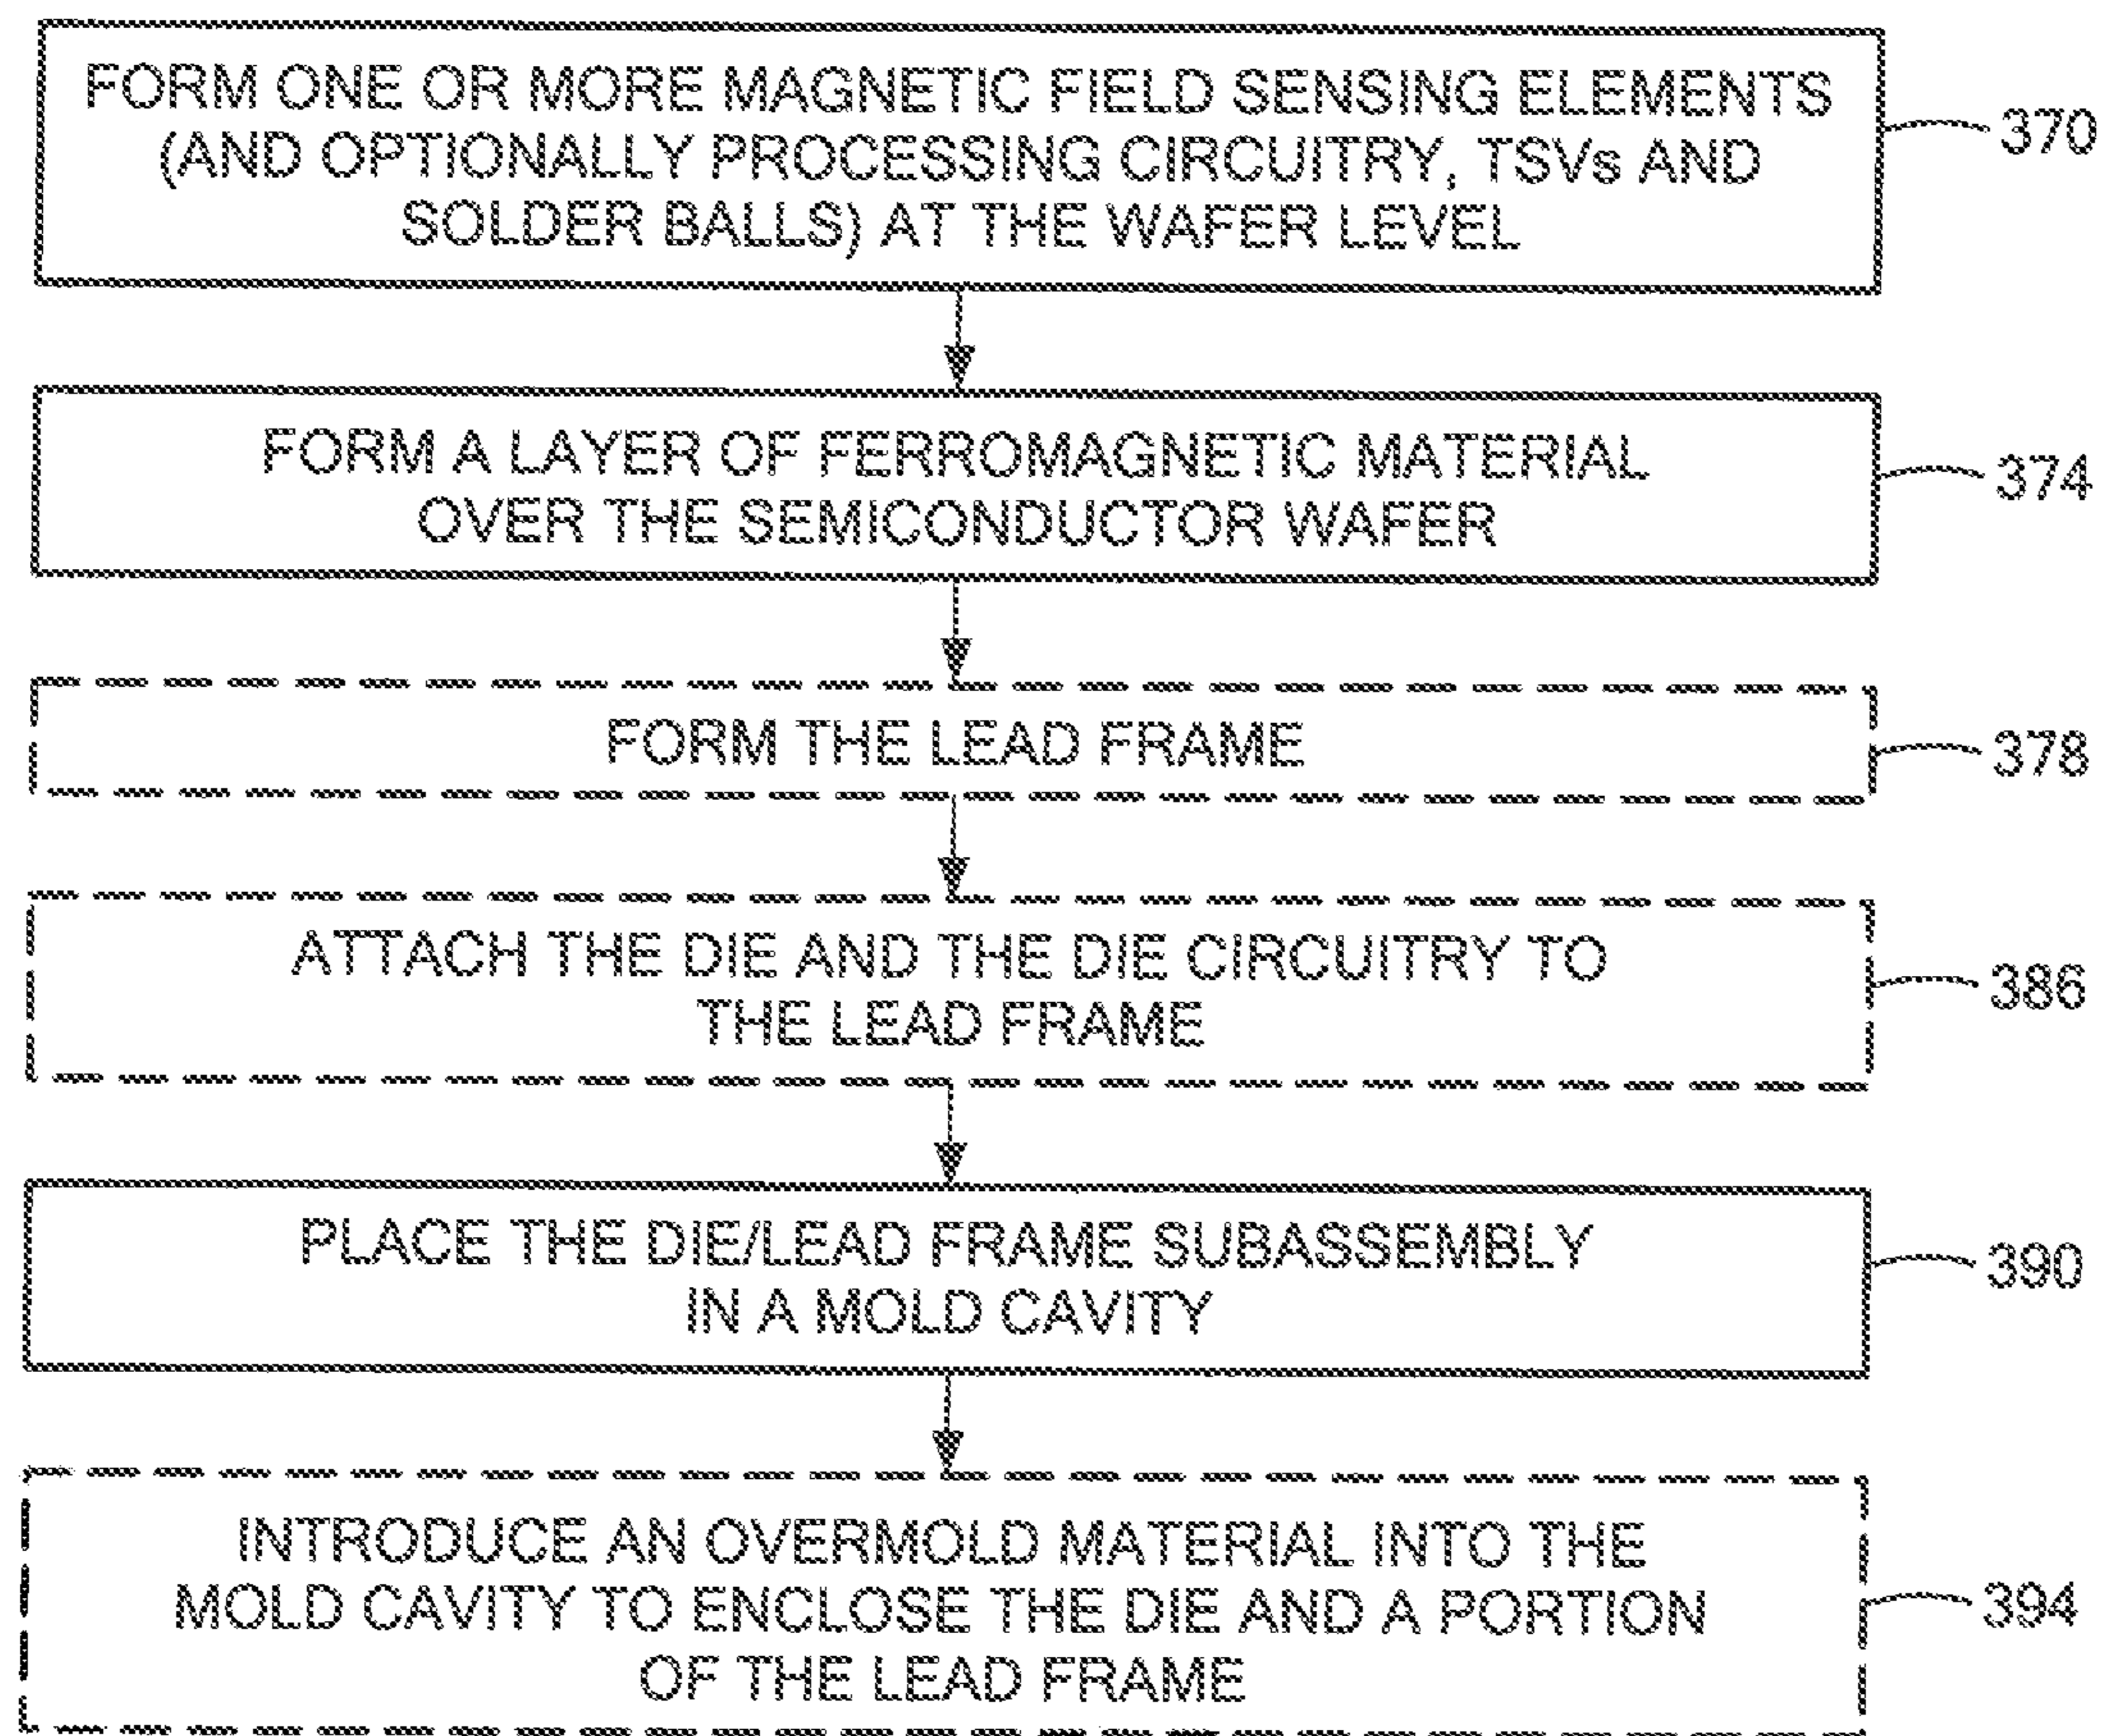 FORM ONE OR MORE MAGNETIC FIELD SENSING ELEMENTS
(AND OPTIONALLY PROCESSING CIRCUITRY, TSVs AND
SOLDER BALLS) AT THE WAFER LEVEL
370
FORM A LAYER OF FERROMAGNETIC MATERIAL
OVER THE SEMICONDUCTOR WAFER
374
FORM THE LEAD FRAME
378
ATTACH THE DIE AND THE DIE CIRCUITRY TO
THE LEAD FRAME
386
PLACE THE DIE/LEAD FRAME SUBASSEMBLY
IN A MOLD CAVITY
390
INTRODUCE AN OVERMOLD MATERIAL INTO THE
MOLD CAVITY TO ENCLOSE THE DIE AND A PORTION
OF THE LEAD FRAME
394